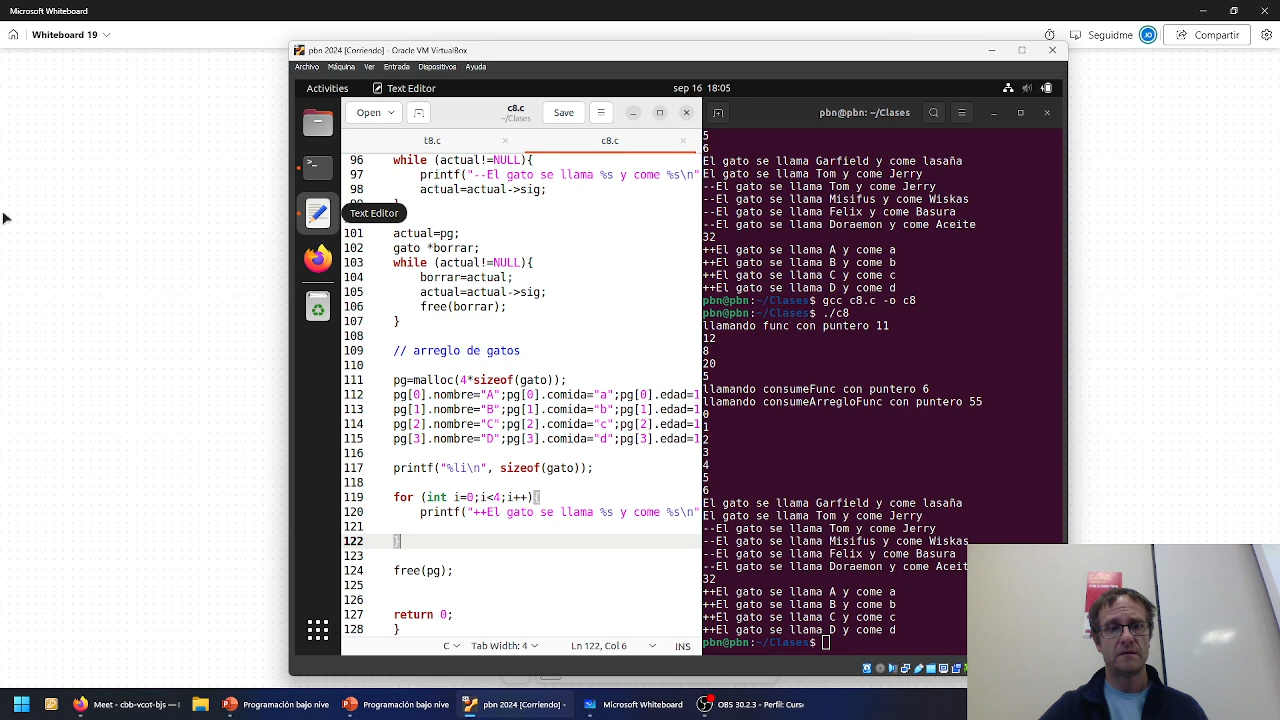 Microsoft Whiteboard
Whiteboard 19
Seguidme
JO
Compartir
pbn 2024 [Corriendo] - Oracle VM VirtualBox
Archivo Máquina Ver Entrada Dispositivos Ayuda
Activities Text Editor sep 16 18:05
Open c8.c ~/Clases Save
t8.c c8.c
96 while (actual!=NULL){
97 printf("--El gato se llama %s y come %s\n"
98 actual=actual->sig;
Text Editor
101 actual=pg;
102 gato *borrar;
103 while (actual!=NULL){
104 borrar=actual;
105 actual=actual->sig;
106 free(borrar);
107 }
108
109 // arreglo de gatos
110
111 pg=malloc(4*sizeof(gato));
112 pg[0].nombre="A";pg[0].comida="a";pg[0].edad=1
113 pg[1].nombre="B";pg[1].comida="b";pg[1].edad=1
114 pg[2].nombre="C";pg[2].comida="c";pg[2].edad=1
115 pg[3].nombre="D";pg[3].comida="d";pg[3].edad=1
116
117 printf("%li\n", sizeof(gato));
118
119 for (int i=0;i<4;i++){
120 printf("++El gato se llama %s y come %s\n"
121
122 }
123
124 free(pg);
125
126
127 return 0;
128 }
C Tab Width: 4 Ln 122, Col 6 INS
pbn@pbn: ~/Clases
5
6
El gato se llama Garfield y come lasaña
El gato se llama Tom y come Jerry
--El gato se llama Tom y come Jerry
--El gato se llama Misifus y come Wiskas
--El gato se llama Felix y come Basura
--El gato se llama Doraemon y come Aceite
32
++El gato se llama A y come a
++El gato se llama B y come b
++El gato se llama C y come c
++El gato se llama D y come d
pbn@pbn:~/Clases$ gcc c8.c -o c8
pbn@pbn:~/Clases$ ./c8
llamando func con puntero 11
12
8
20
5
llamando consumeFunc con puntero 6
llamando consumeArregloFunc con puntero 55
0
1
2
3
4
5
6
El gato se llama Garfield y come lasaña
El gato se llama Tom y come Jerry
--El gato se llama Tom y come Jerry
--El gato se llama Misifus y come Wiskas
--El gato se llama Felix y come Basura
--El gato se llama Doraemon y come Aceit
32
++El gato se llama A y come a
++El gato se llama B y come b
++El gato se llama C y come c
++El gato se llama D y come d
pbn@pbn:~/Clases$
Meet - cbb-vcot-bjs — Programación bajo nive Programación bajo nive pbn 2024 [Corriendo] - Microsoft Whiteboard OBS 30.2.3 - Perfil: Curs